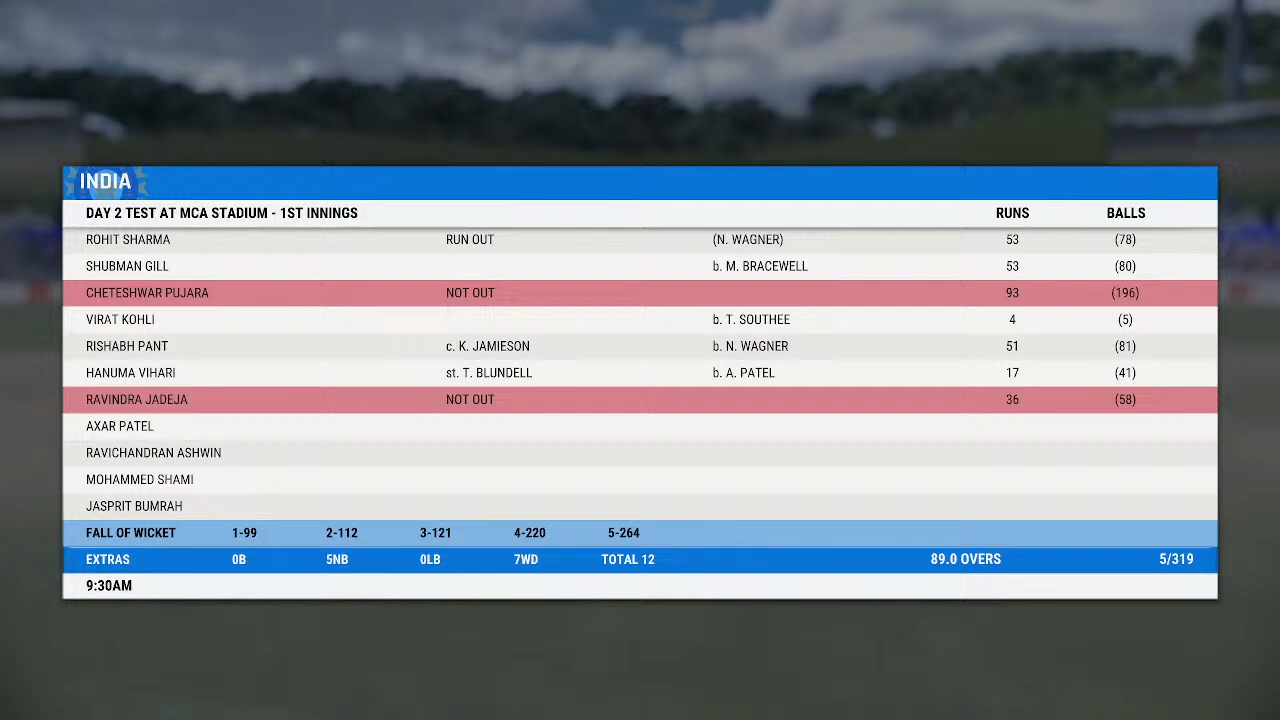 INDIA
DAY 2 TEST AT MCA STADIUM - 1ST INNINGS RUNS BALLS
ROHIT SHARMA RUN OUT (N. WAGNER) 53 (78)
SHUBMAN GILL b. M. BRACEWELL 53 (80)
CHETESHWAR PUJARA NOT OUT 93 (196)
VIRAT KOHLI b. T. SOUTHEE 4 (5)
RISHABH PANT c. K. JAMIESON b. N. WAGNER 51 (81)
HANUMA VIHARI st. T. BLUNDELL b. A. PATEL 17 (41)
RAVINDRA JADEJA NOT OUT 36 (58)
AXAR PATEL
RAVICHANDRAN ASHWIN
MOHAMMED SHAMI
JASPRIT BUMRAH
FALL OF WICKET 1-99 2-112 3-121 4-220 5-264
EXTRAS 0B 5NB 0LB 7WD TOTAL 12 89.0 OVERS 5/319
9:30AM